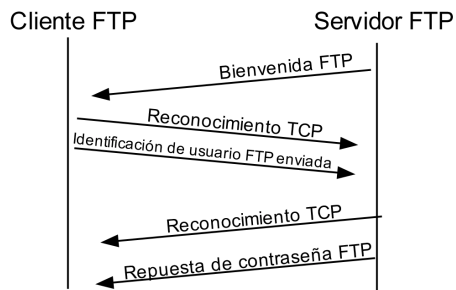 Cliente FTP
Servidor FTP
Bienvenida FTP
Reconocimiento TCP
Identificación de usuario FTP enviada
Reconocimiento TCP
Repuesta de contraseña FTP